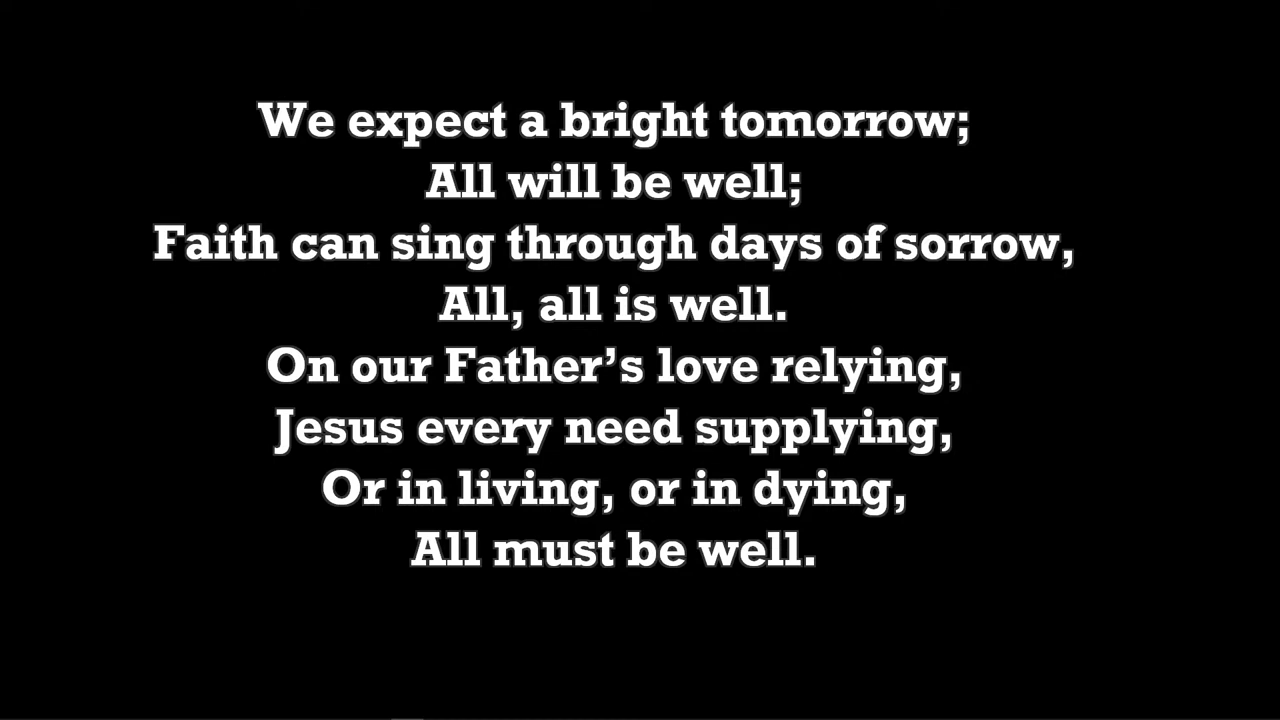 We expect a bright tomorrow;
All will be well;
Faith can sing through days of sorrow,
All, all is well.
On our Father’s love relying,
Jesus every need supplying,
Or in living, or in dying,
All must be well.